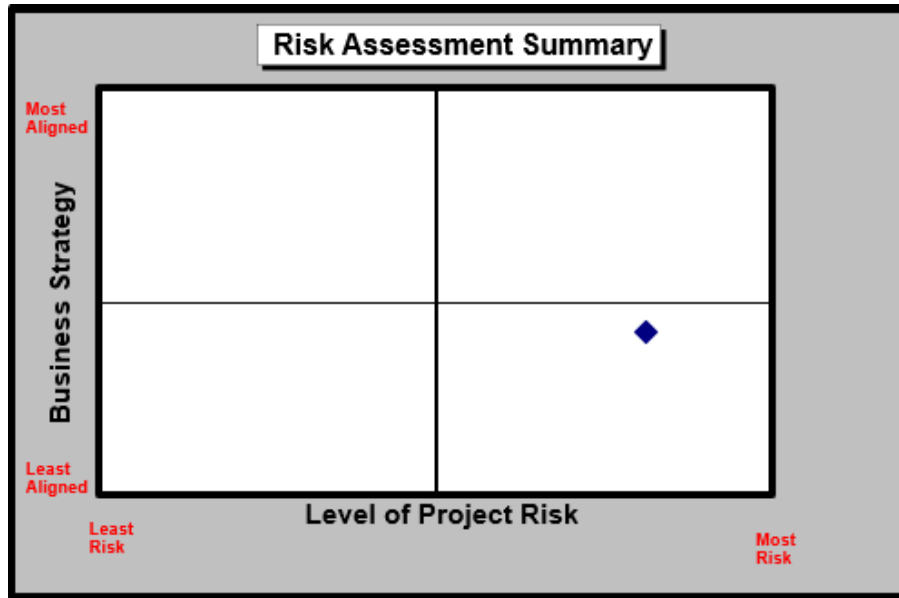 Risk Assessment Summary
Most
Aligned
Business Strategy
Least
Aligned
Level of Project Risk
Least
Risk
Most
Risk